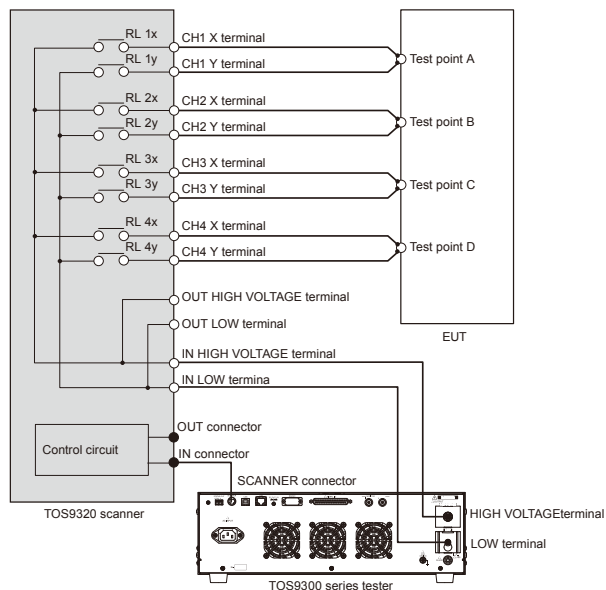 RL 1x
CH1 X terminal
RL 1y
CH1 Y terminal
Test point A
RL 2x
CH2 X terminal
RL 2y
CH2 Y terminal
Test point B
RL 3x
CH3 X terminal
RL 3y
CH3 Y terminal
Test point C
RL 4x
CH4 X terminal
RL 4y
CH4 Y terminal
Test point D
OUT HIGH VOLTAGE terminal
OUT LOW terminal
EUT
IN HIGH VOLTAGE terminal
IN LOW termina
OUT connector
Control circuit
IN connector
SCANNER connector
TOS9320 scanner
HIGH VOLTAGEterminal
LOW terminal
TOS9300 series tester